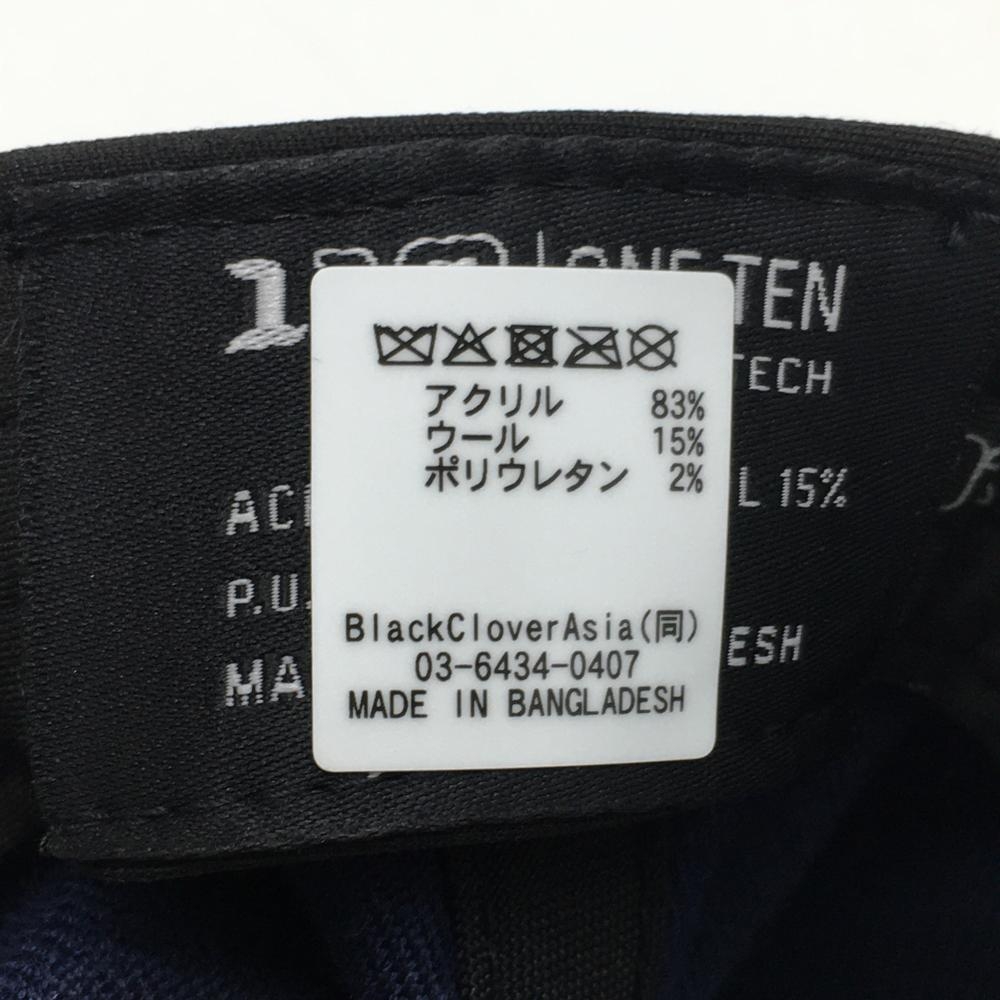 ONE TEN
TECH
アクリル 83%
ウール 15%
ポリウレタン 2%
L 15%
P.U.
BlackCloverAsia(同)
03-6434-0407
MADE IN BANGLADESH
MA
ESH